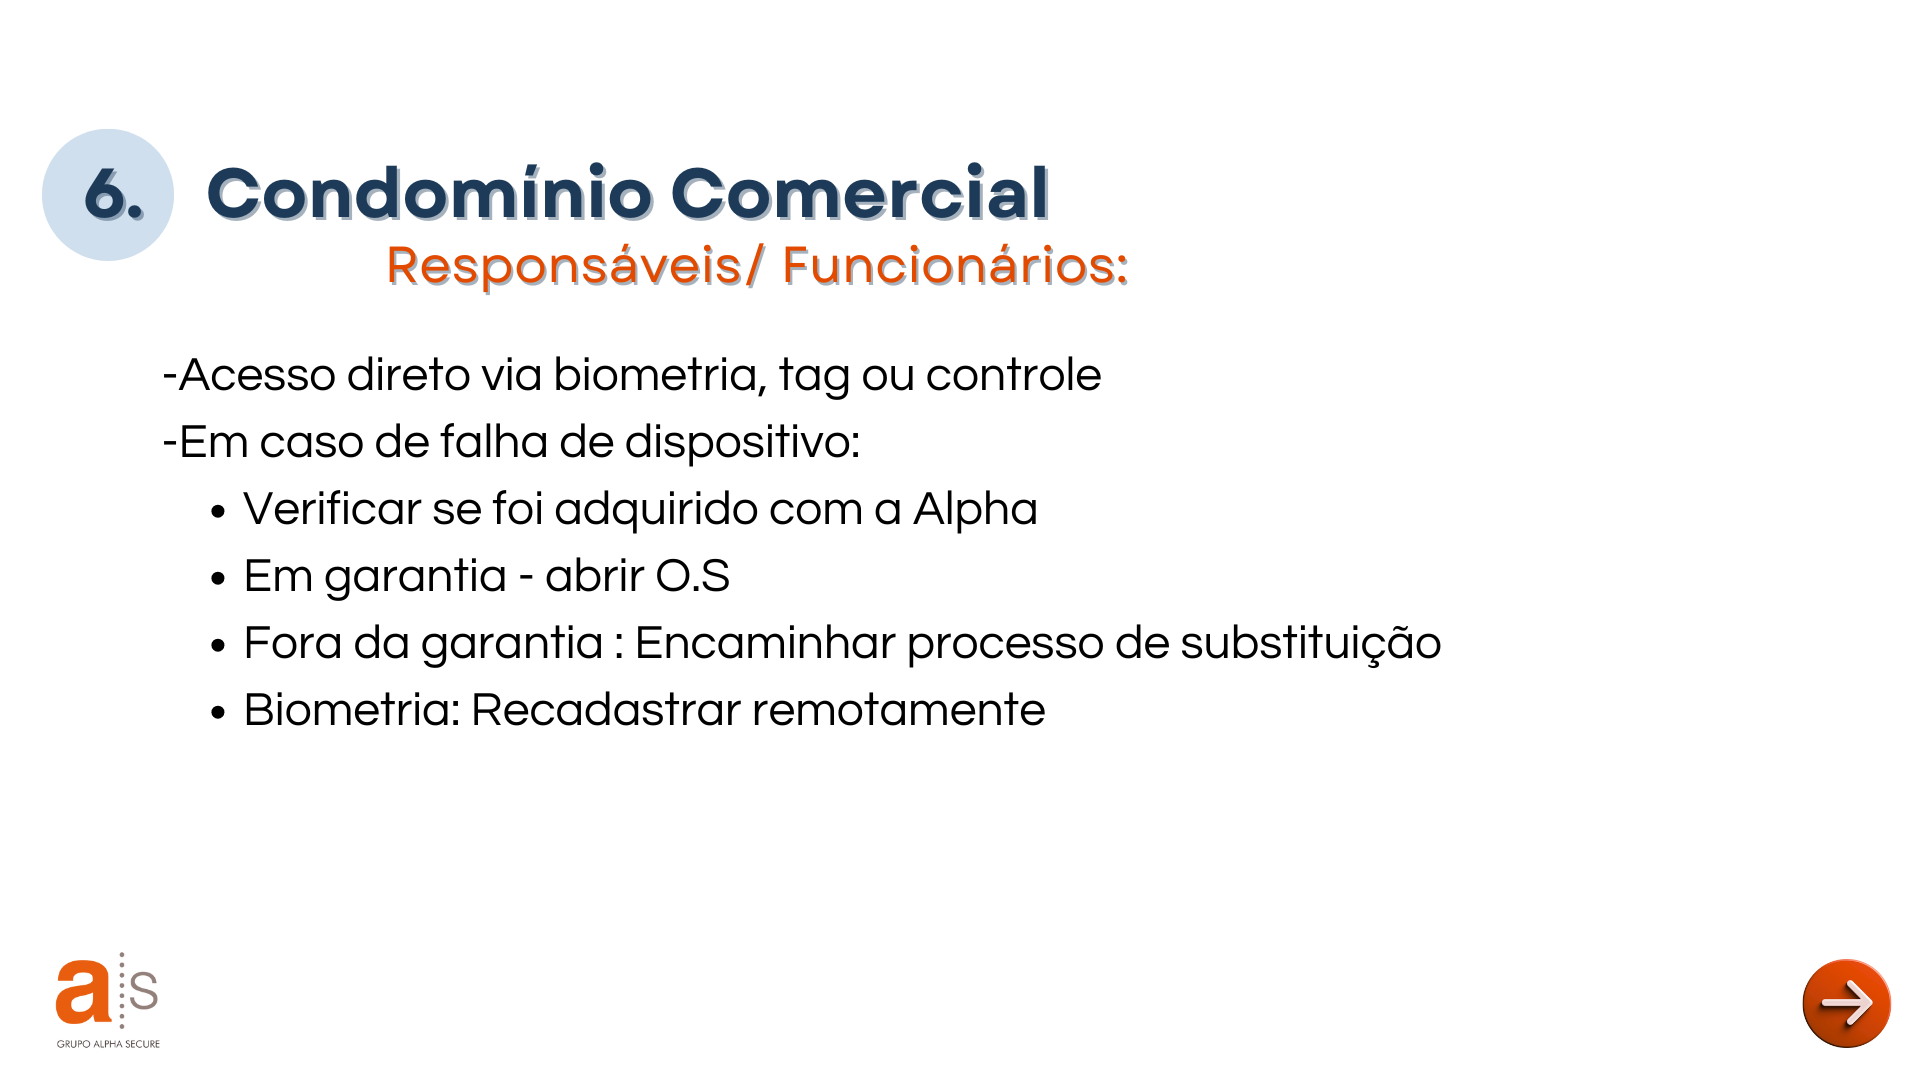 6. Condomínio Comercial
Responsáveis/ Funcionários:
-Acesso direto via biometria, tag ou controle
-Em caso de falha de dispositivo:
• Verificar se foi adquirido com a Alpha
• Em garantia - abrir O.S
• Fora da garantia : Encaminhar processo de substituição
• Biometria: Recadastrar remotamente
a s
GRUPO ALPHA SECURE